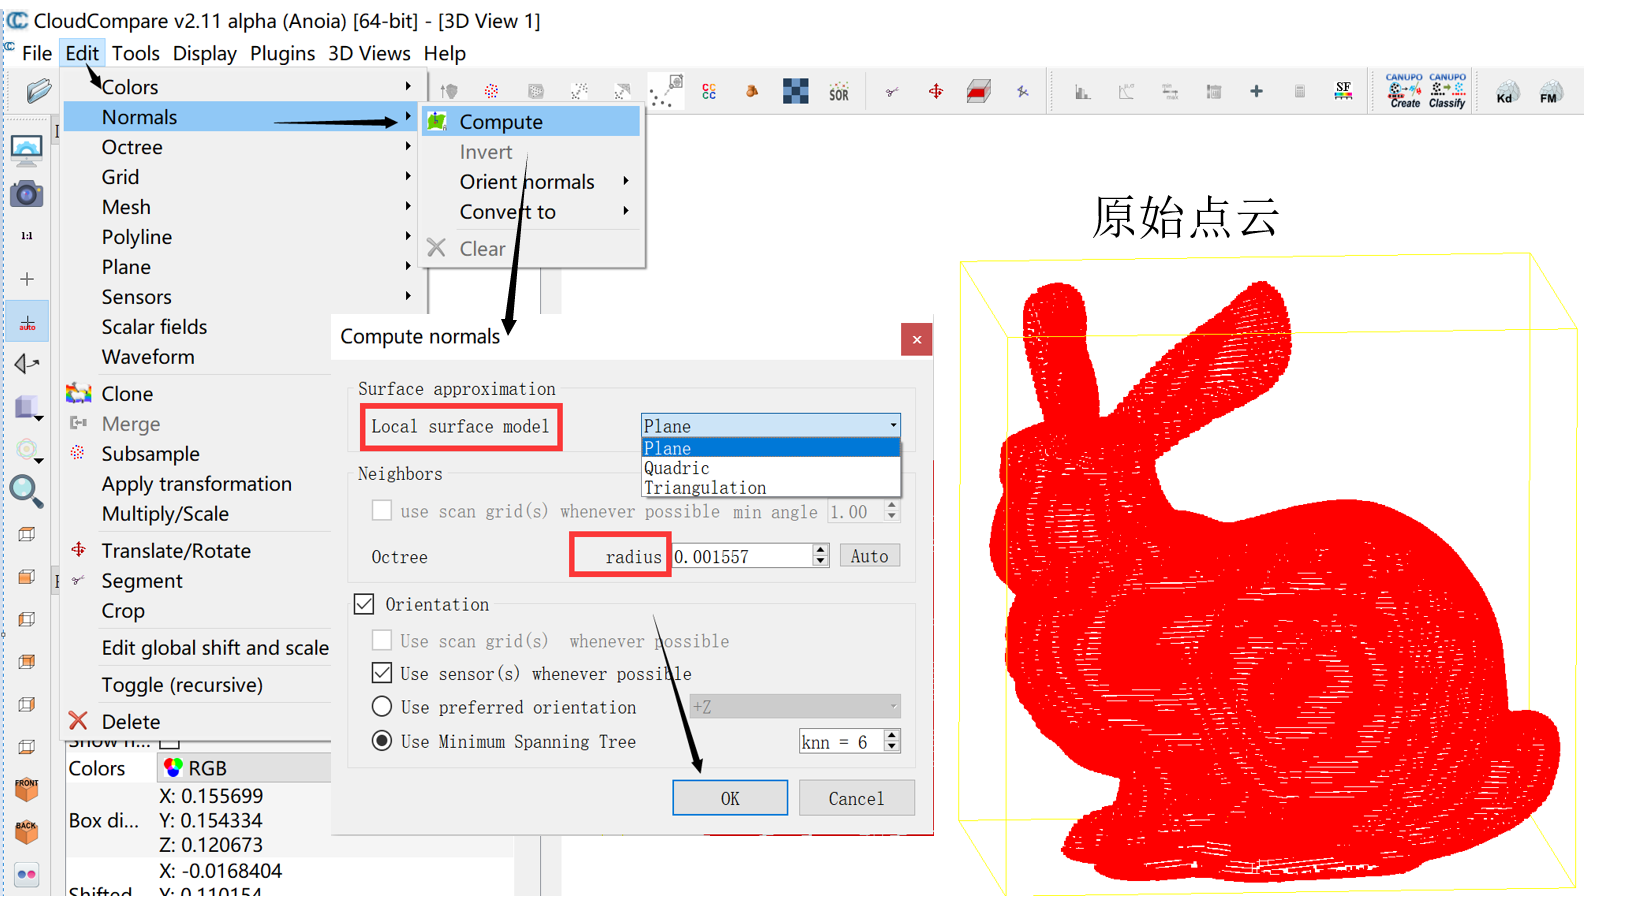 CloudCompare v2.11 alpha (Anoia) [64-bit] - [3D View 1]
File Edit Tools Display Plugins 3D Views Help
Colors
Normals
Octree
Grid
Mesh
Polyline
Plane
Sensors
Scalar fields
Waveform
Clone
Merge
Subsample
Apply transformation
Multiply/Scale
Translate/Rotate
Segment
Crop
Edit global shift and scale
Toggle (recursive)
Delete
Compute
Invert
Orient normals
Convert to
Clear
CC
CC
SOR
SF
CANUPO Create
CANUPO Classify
Kd
FM
1:1
auto
FRONT
BACK
原始点云
Compute normals
Surface approximation
Local surface model
Plane
Plane
Quadric
Triangulation
Neighbors
use scan grid(s) whenever possible min angle 1.00
Octree radius 0.001557 Auto
Orientation
Use scan grid(s) whenever possible
Use sensor(s) whenever possible
Use preferred orientation +Z
Use Minimum Spanning Tree knn = 6
OK Cancel
Colors RGB
Box di...
X: 0.155699
Y: 0.154334
Z: 0.120673
X: -0.0168404
Shifted Y: 0.110154